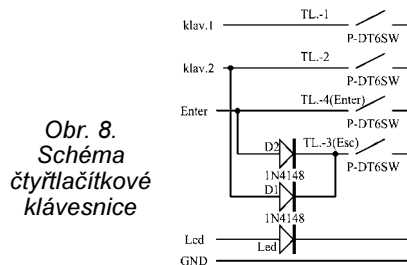 klav.1
TL.-1
P-DT6SW
klav.2
TL.-2
P-DT6SW
Enter
TL.-4(Enter)
P-DT6SW
D2
TL.-3(Esc)
1N4148
P-DT6SW
D1
1N4148
Led
Led
GND
Obr. 8.
Schéma
čtyřtlačítkové
klávesnice